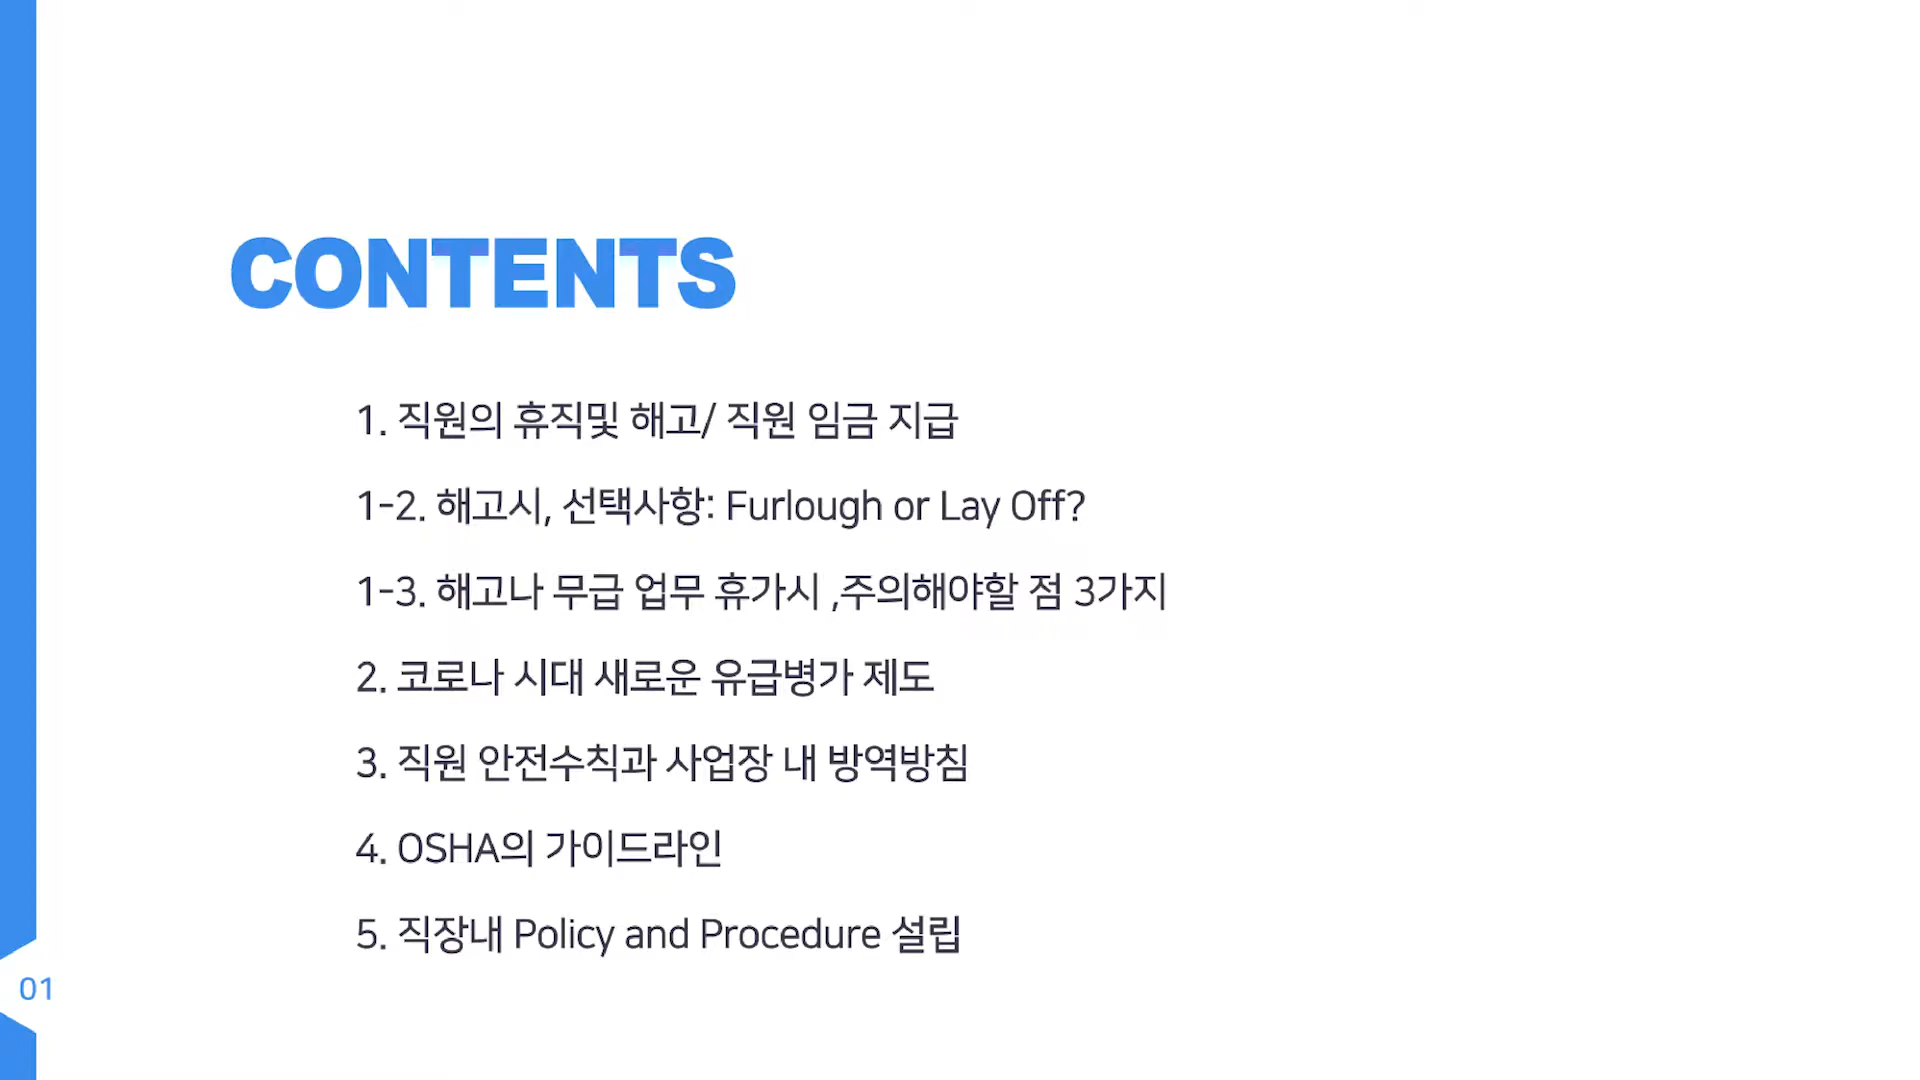 CONTENTS
1. 직원의 휴직및 해고/ 직원 임금 지급
1-2. 해고시, 선택사항: Furlough or Lay Off?
1-3. 해고나 무급 업무 휴가시 ,주의해야할 점 3가지
2. 코로나 시대 새로운 유급병가 제도
3. 직원 안전수칙과 사업장 내 방역방침
4. OSHA의 가이드라인
5. 직장내 Policy and Procedure 설립
01